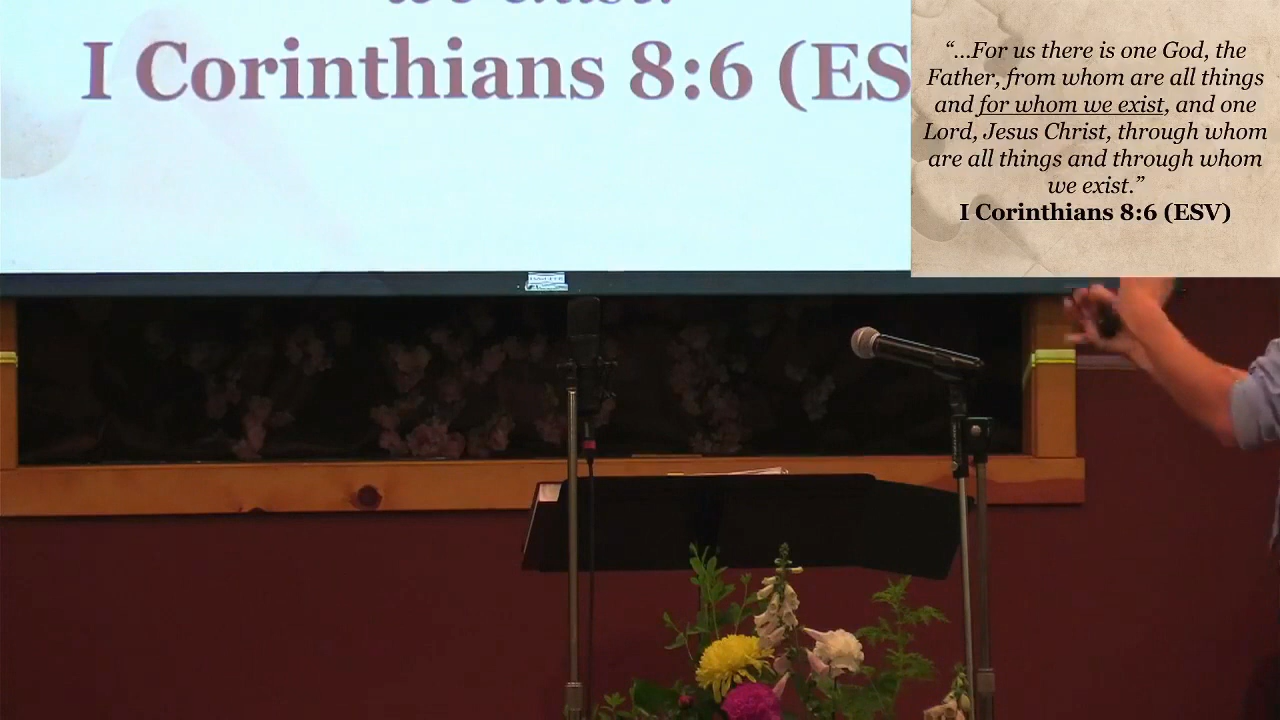 we exist.”
I Corinthians 8:6 (ES
“...For us there is one God, the
Father, from whom are all things
and for whom we exist, and one
Lord, Jesus Christ, through whom
are all things and through whom
we exist.”
I Corinthians 8:6 (ESV)